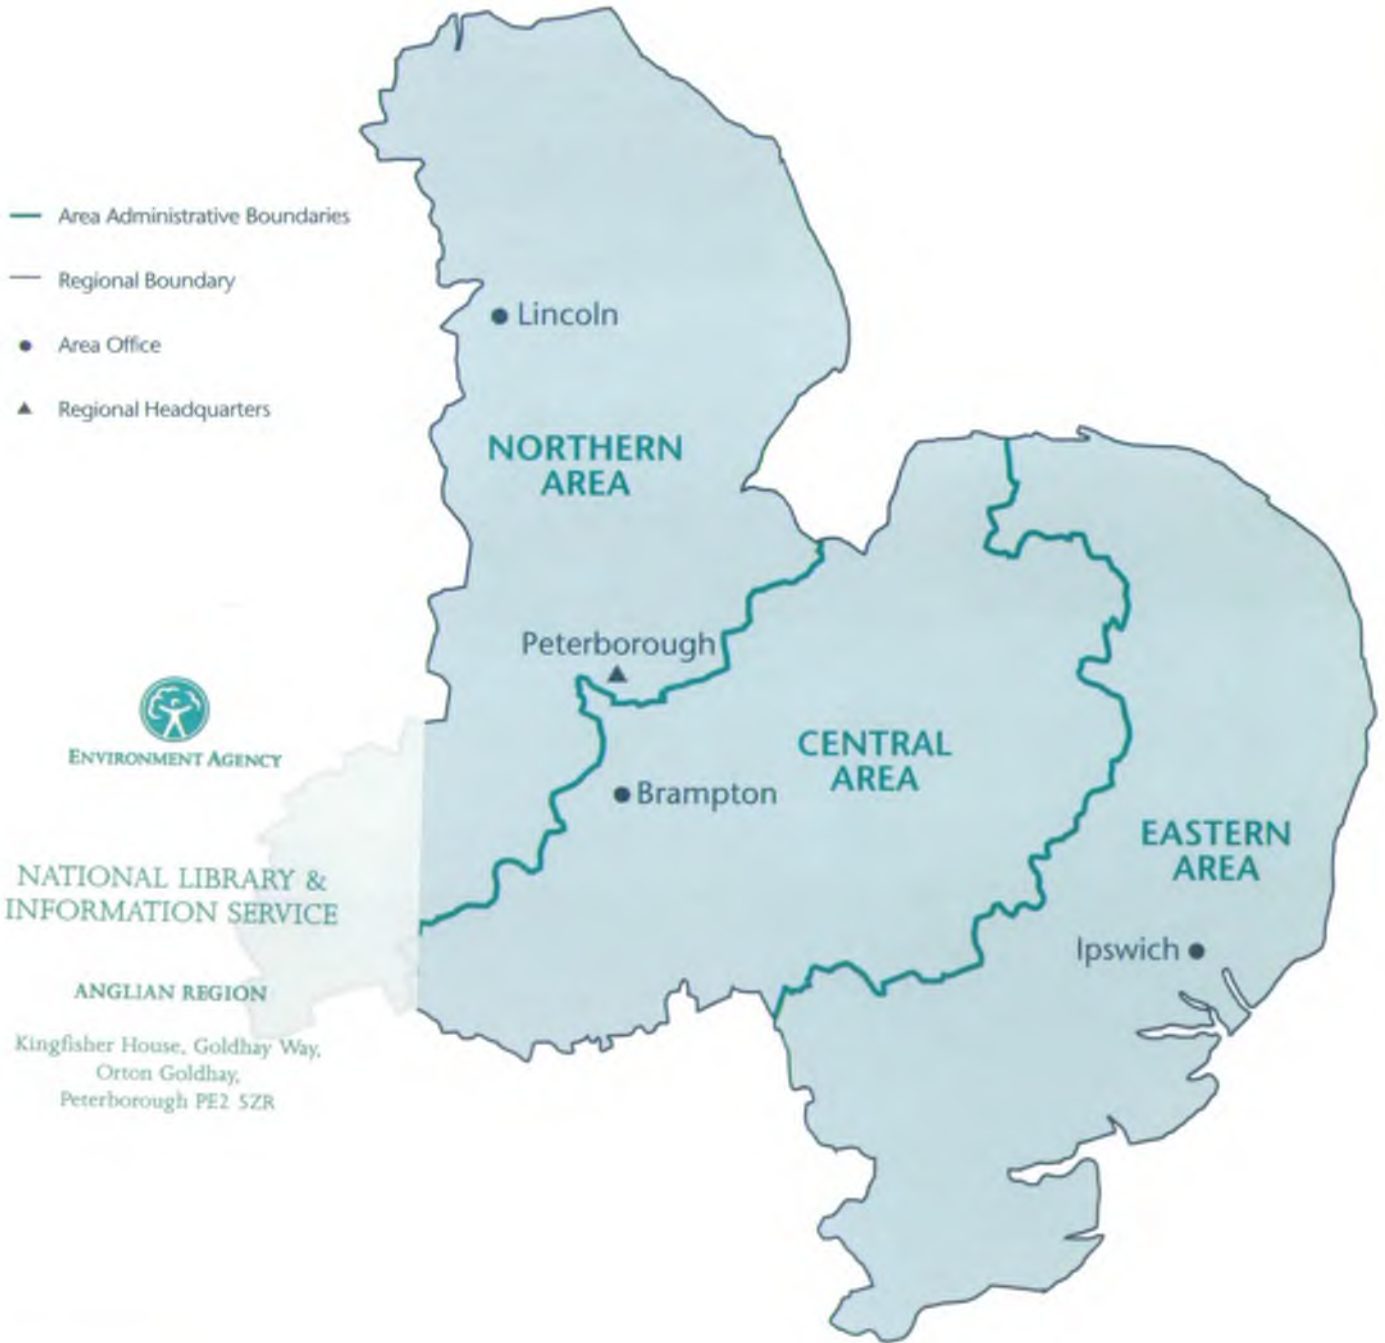 Area Administrative Boundaries
Regional Boundary
Area Office
Regional Headquarters
Lincoln
NORTHERN
AREA
Peterborough
CENTRAL
AREA
Brampton
EASTERN
AREA
Ipswich
ENVIRONMENT AGENCY
NATIONAL LIBRARY &
INFORMATION SERVICE
ANGLIAN REGION
Kingfisher House, Goldhay Way,
Orton Goldhay,
Peterborough PE2 5ZR